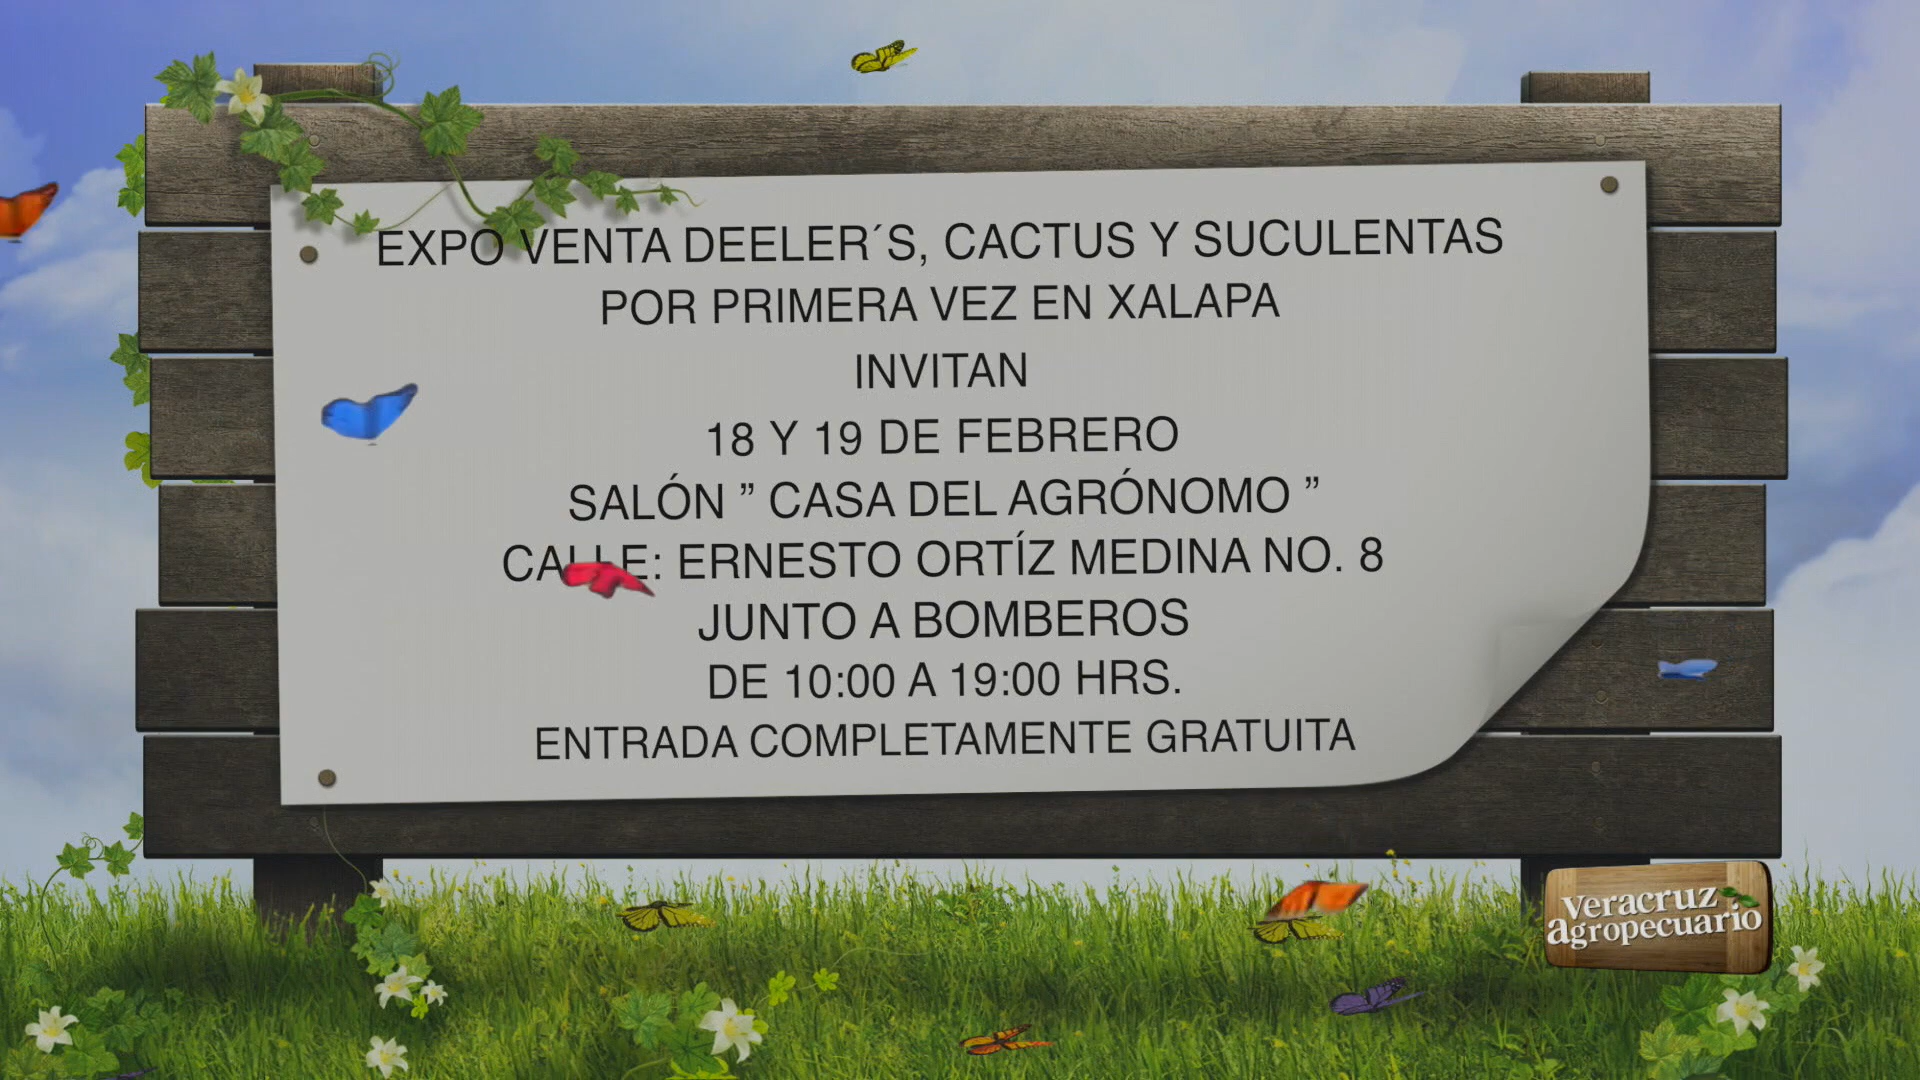 EXPO VENTA DEELER´S, CACTUS Y SUCULENTAS
POR PRIMERA VEZ EN XALAPA
INVITAN
18 Y 19 DE FEBRERO
SALÓN ” CASA DEL AGRÓNOMO ”
CALLE: ERNESTO ORTÍZ MEDINA NO. 8
JUNTO A BOMBEROS
DE 10:00 A 19:00 HRS.
ENTRADA COMPLETAMENTE GRATUITA
veracruz
agropecuario